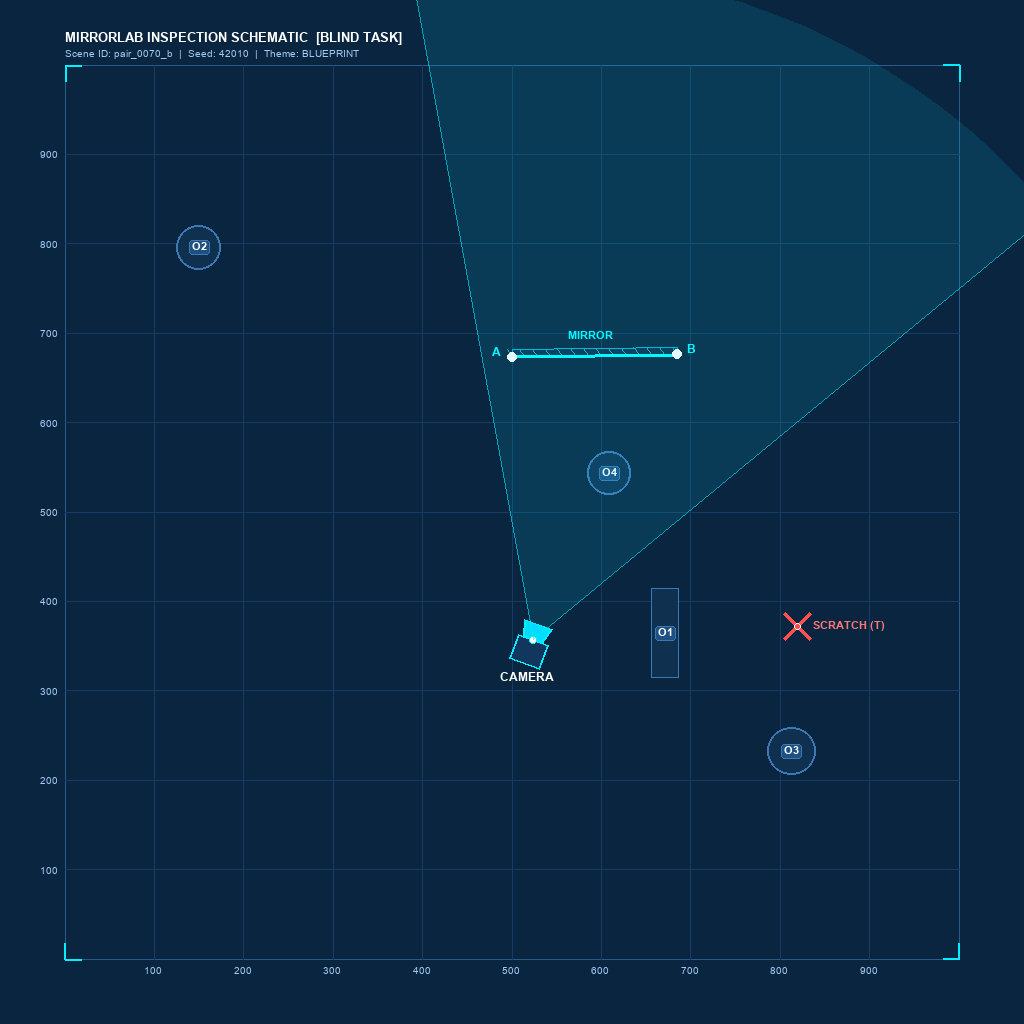 MIRRORLAB INSPECTION SCHEMATIC [BLIND TASK]
Scene ID: pair_0070_b | Seed: 42010 | Theme: BLUEPRINT
900
O2
800
MIRROR
A
B
700
600
O4
500
400
O1
SCRATCH (T)
CAMERA
300
O3
200
100
100 200 300 400 500 600 700 800 900